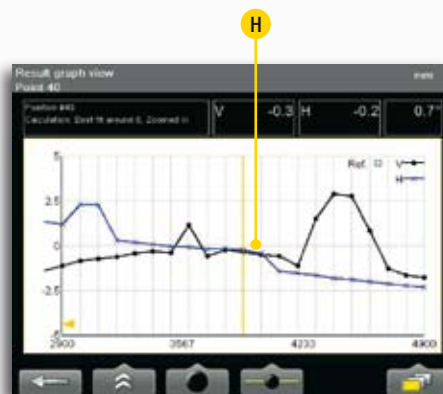 H
Result graph view mm
Point 40
Position #40
Calculation: Best fit around 0, Zoomed in
V -0.3 H -0.2 0.7°
5
Ref. V
2.5 H
0
-2.5
-5
2900 3567 4233 4900